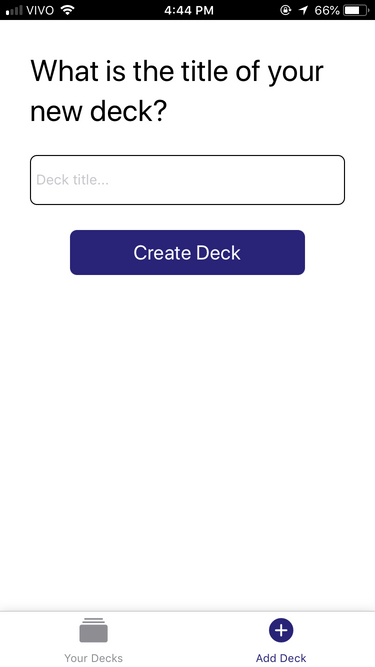 VIVO 4:44 PM 66%
What is the title of your
new deck?
Deck title...
Create Deck
Your Decks Add Deck